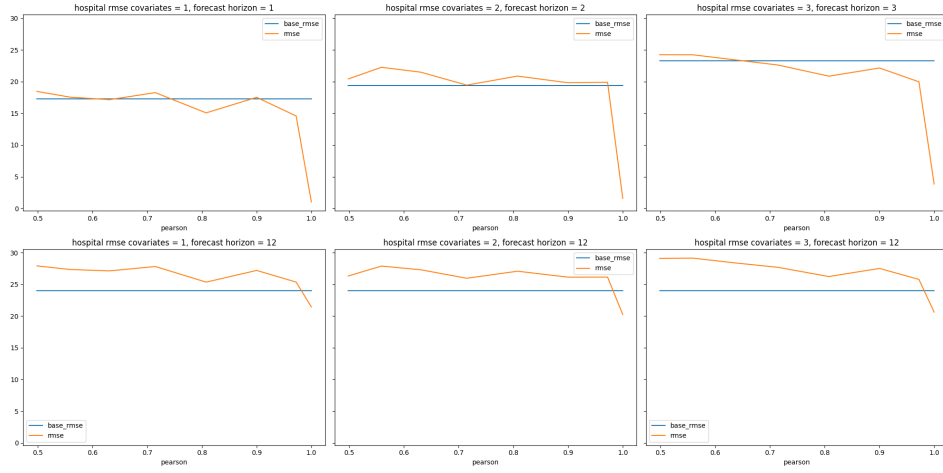 hospital rmse covariates = 1, forecast horizon = 1
30
25
20
15
10
5
0
base_rmse
rmse
0.5 0.6 0.7 0.8 0.9 1.0
pearson
hospital rmse covariates = 2, forecast horizon = 2
base_rmse
rmse
0.5 0.6 0.7 0.8 0.9 1.0
pearson
hospital rmse covariates = 3, forecast horizon = 3
base_rmse
rmse
0.5 0.6 0.7 0.8 0.9 1.0
pearson
hospital rmse covariates = 1, forecast horizon = 12
30
25
20
15
10
5
0
base_rmse
rmse
0.5 0.6 0.7 0.8 0.9 1.0
pearson
hospital rmse covariates = 2, forecast horizon = 12
base_rmse
rmse
0.5 0.6 0.7 0.8 0.9 1.0
pearson
hospital rmse covariates = 3, forecast horizon = 12
base_rmse
rmse
0.5 0.6 0.7 0.8 0.9 1.0
pearson